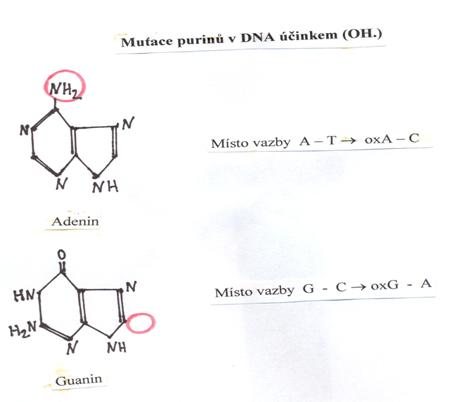 Mutace purinů v DNA účinkem (OH.)
NH2
N
N
N
NH
Místo vazby A – T → oxA – C
Adenin
O
HN
N
H2N
N
NH
Místo vazby G - C → oxG - A
Guanin